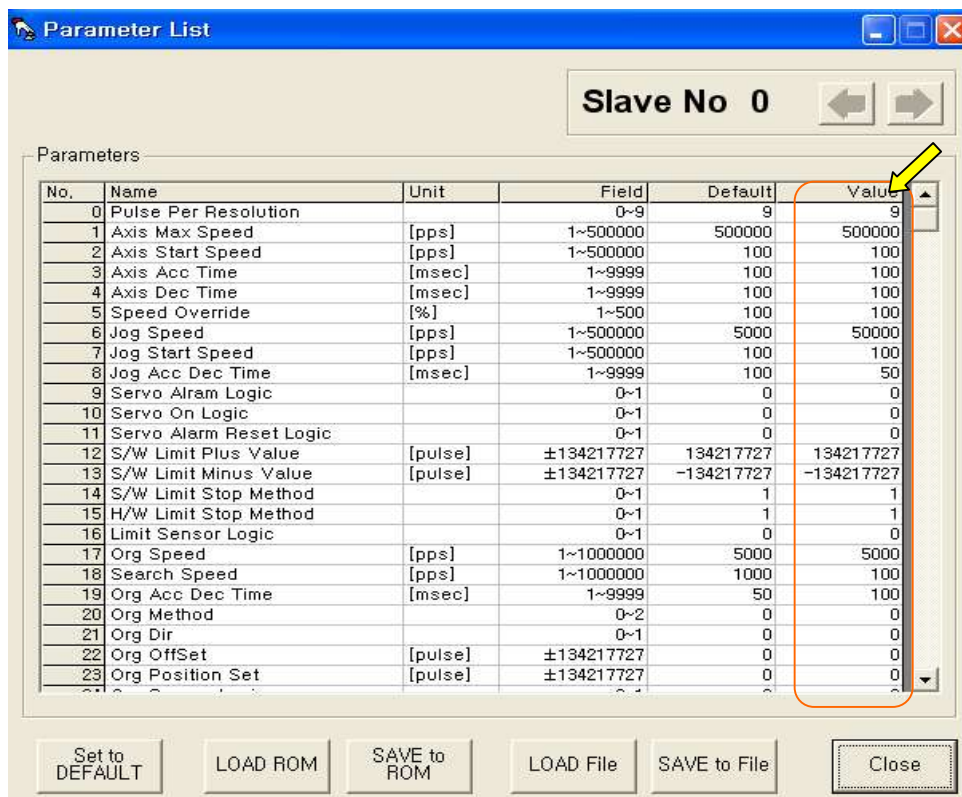 Parameter List
Slave No 0
Parameters
No. Name Unit Field Default Value
0 Pulse Per Resolution 0~9 9 9
1 Axis Max Speed [pps] 1~500000 500000 500000
2 Axis Start Speed [pps] 1~500000 100 100
3 Axis Acc Time [msec] 1~9999 100 100
4 Axis Dec Time [msec] 1~9999 100 100
5 Speed Override [%] 1~500 100 100
6 Jog Speed [pps] 1~500000 5000 50000
7 Jog Start Speed [pps] 1~500000 100 100
8 Jog Acc Dec Time [msec] 1~9999 100 50
9 Servo Alram Logic 0~1 0 0
10 Servo On Logic 0~1 0 0
11 Servo Alarm Reset Logic 0~1 0 0
12 S/W Limit Plus Value [pulse] ±134217727 134217727 134217727
13 S/W Limit Minus Value [pulse] ±134217727 -134217727 -134217727
14 S/W Limit Stop Method 0~1 1 1
15 H/W Limit Stop Method 0~1 1 1
16 Limit Sensor Logic 0~1 0 0
17 Org Speed [pps] 1~1000000 5000 5000
18 Search Speed [pps] 1~1000000 1000 100
19 Org Acc Dec Time [msec] 1~9999 50 100
20 Org Method 0~2 0 0
21 Org Dir 0~1 0 0
22 Org OffSet [pulse] ±134217727 0 0
23 Org Position Set [pulse] ±134217727 0 0
Set to DEFAULT LOAD ROM SAVE to ROM LOAD File SAVE to File Close